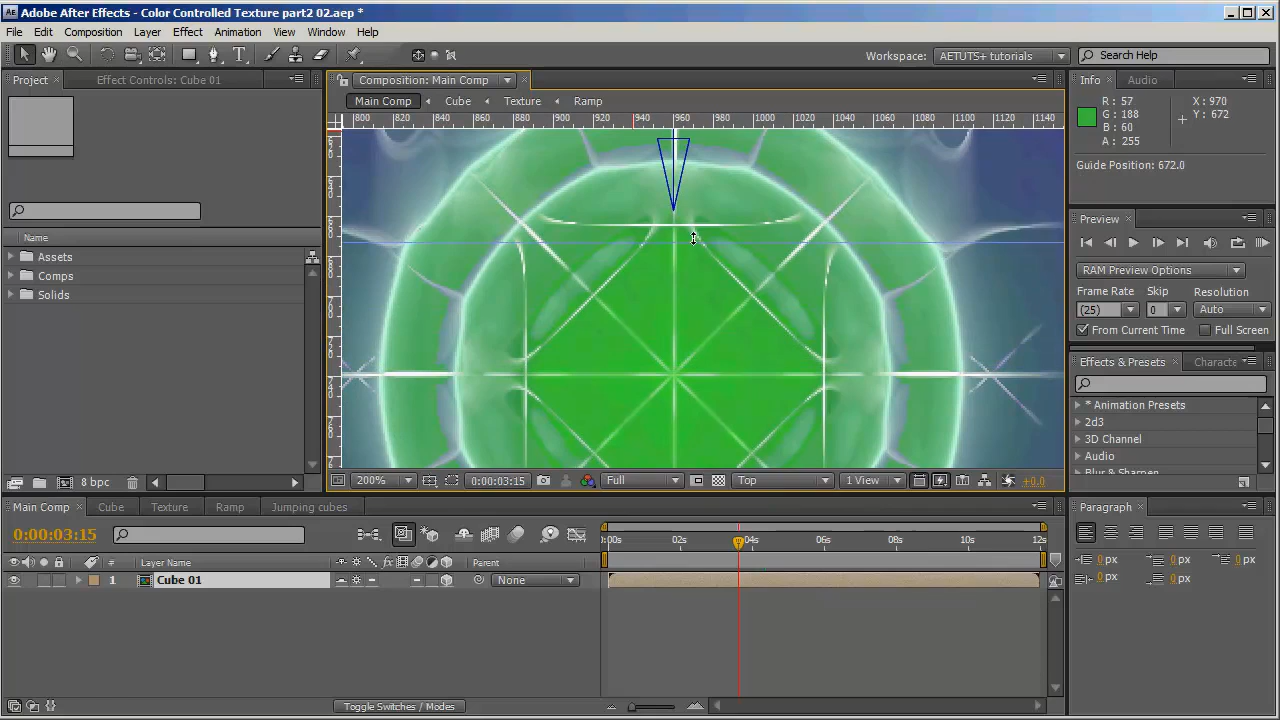 Adobe After Effects - Color Controlled Texture part2 02.aep *
File Edit Composition Layer Effect Animation View Window Help
Workspace: AETUTS+ tutorials Search Help
Project Effect Controls: Cube 01 Composition: Main Comp Info Audio
Main Comp Cube Texture Ramp
R : 57 X : 970
G : 188 Y : 672
B : 60
A : 255
Guide Position: 672.0
800 820 840 860 880 900 920 940 960 980 1000 1020 1040 1060 1080 1100 1120 1140
Name
Assets
Comps
Solids
Preview
RAM Preview Options
Frame Rate Skip Resolution
(25) 0 Auto
From Current Time Full Screen
Effects & Presets Characte
* Animation Presets
2d3
3D Channel
Audio
Blur & Sharpen
8 bpc 200% 0:00:03:15 Full Top 1 View +0.0
Main Comp Cube Texture Ramp Jumping cubes Paragraph
0:00:03:15
0:00s 02s 04s 06s 08s 10s 12s
# Layer Name Parent
1 Cube 01 None
0 px 0 px 0 px
0 px 0 px
Toggle Switches / Modes